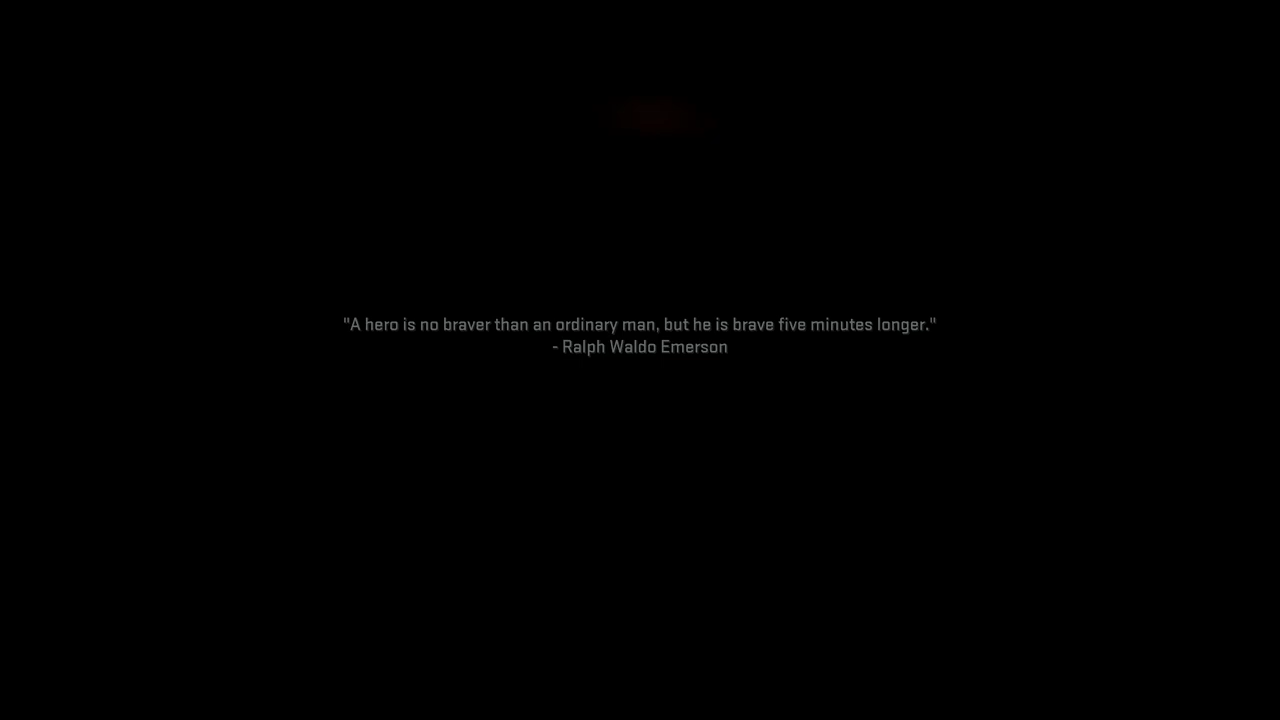 "A hero is no braver than an ordinary man, but he is brave five minutes longer."
- Ralph Waldo Emerson